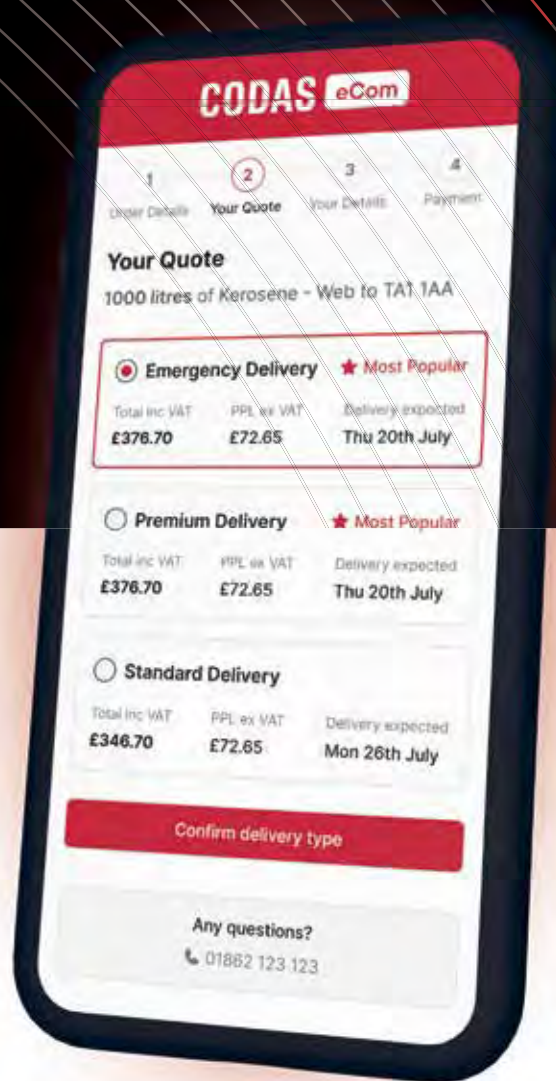 CODAS eCom
1 2 3 4
Order Details Your Quote Your Details Payment
Your Quote
1000 litres of Kerosene - Web to TA1 1AA
Emergency Delivery ★ Most Popular
Total inc VAT PPL ex VAT Delivery expected
£376.70 £72.65 Thu 20th July
Premium Delivery ★ Most Popular
Total inc VAT PPL ex VAT Delivery expected
£376.70 £72.65 Thu 20th July
Standard Delivery
Total inc VAT PPL ex VAT Delivery expected
£346.70 £72.65 Mon 26th July
Confirm delivery type
Any questions?
01862 123 123